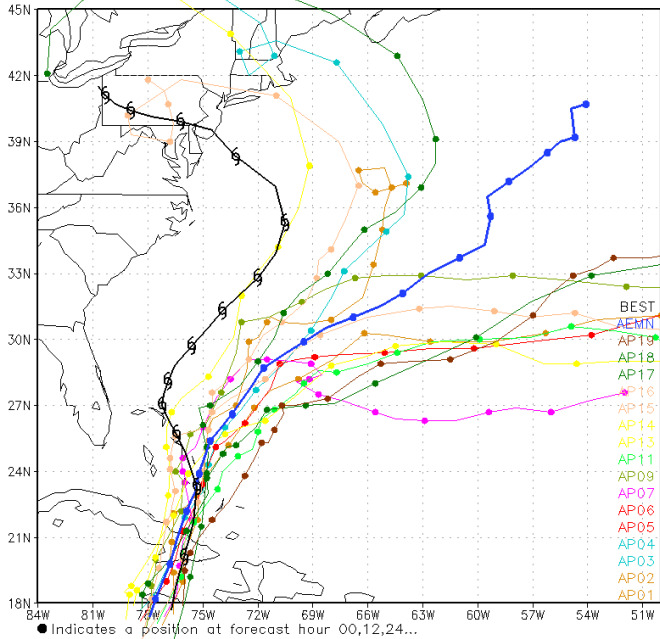 45N
42N
39N
36N
33N
30N
27N
24N
21N
18N
BEST
AEMN
AP19
AP18
AP17
AP16
AP15
AP14
AP13
AP11
AP09
AP07
AP06
AP05
AP04
AP03
AP02
AP01
84W 81W 78W 75W 72W 69W 66W 63W 60W 57W 54W 51W
Indicates a position at forecast hour 00,12,24...